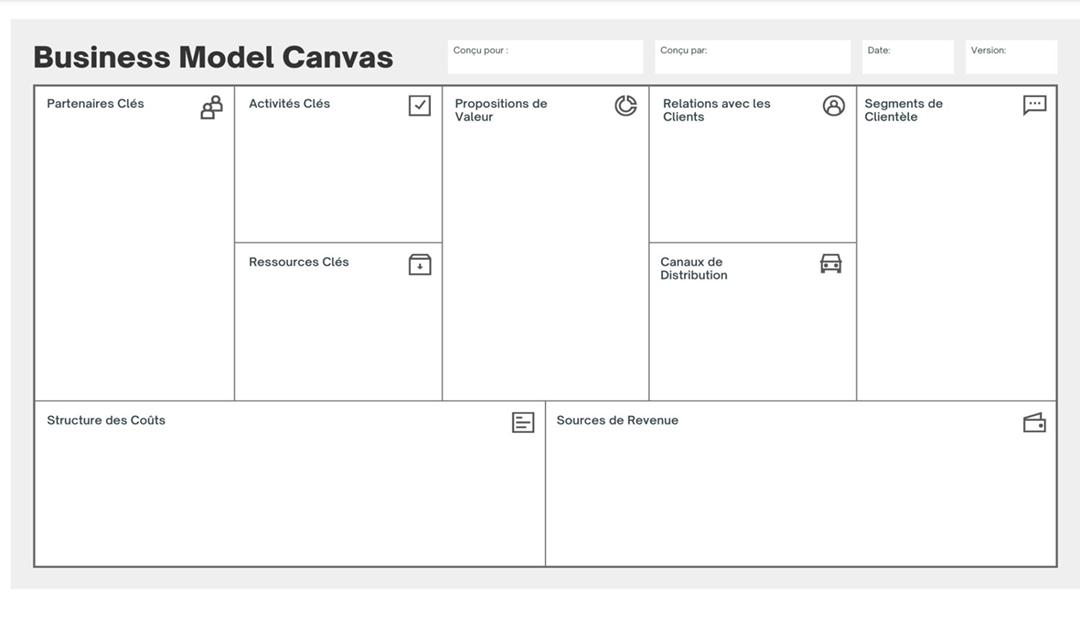 Business Model Canvas
Conçu pour :
Conçu par:
Date:
Version:
Partenaires Clés
Activités Clés
Propositions de
Valeur
Relations avec les
Clients
Segments de
Clientèle
Ressources Clés
Canaux de
Distribution
Structure des Coûts
Sources de Revenue